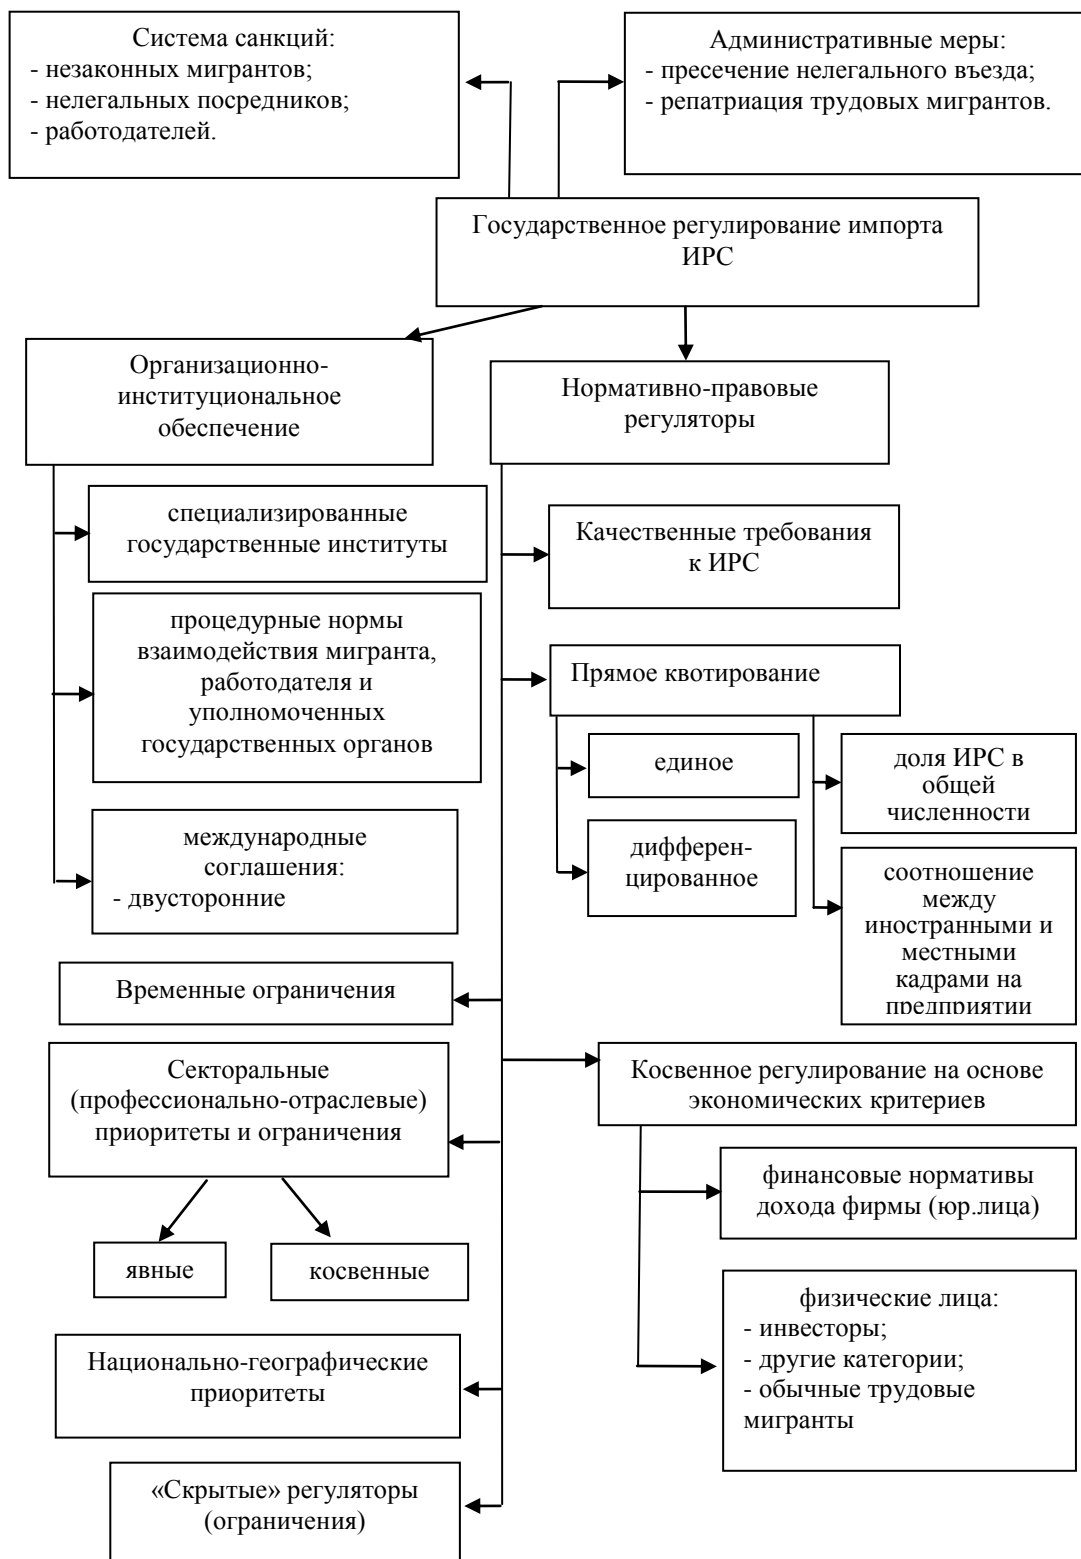 Система санкций:
- незаконных мигрантов;
- нелегальных посредников;
- работодателей.
Административные меры:
- пресечение нелегального въезда;
- репатриация трудовых мигрантов.
Государственное регулирование импорта
ИРС
Организационно-
институциональное
обеспечение
Нормативно-правовые
регуляторы
специализированные
государственные институты
процедурные нормы
взаимодействия мигранта,
работодателя и
уполномоченных
государственных органов
международные
соглашения:
- двусторонние
Качественные требования
к ИРС
Прямое квотирование
единое
дифферен-
цированное
доля ИРС в
общей
численности
соотношение
между
иностранными и
местными
кадрами на
предприятии
Временные ограничения
Секторальные
(профессионально-отраслевые)
приоритеты и ограничения
явные
косвенные
Косвенное регулирование на основе
экономических критериев
финансовые нормативы
дохода фирмы (юр.лица)
физические лица:
- инвесторы;
- другие категории;
- обычные трудовые
мигранты
Национально-географические
приоритеты
«Скрытые» регуляторы
(ограничения)